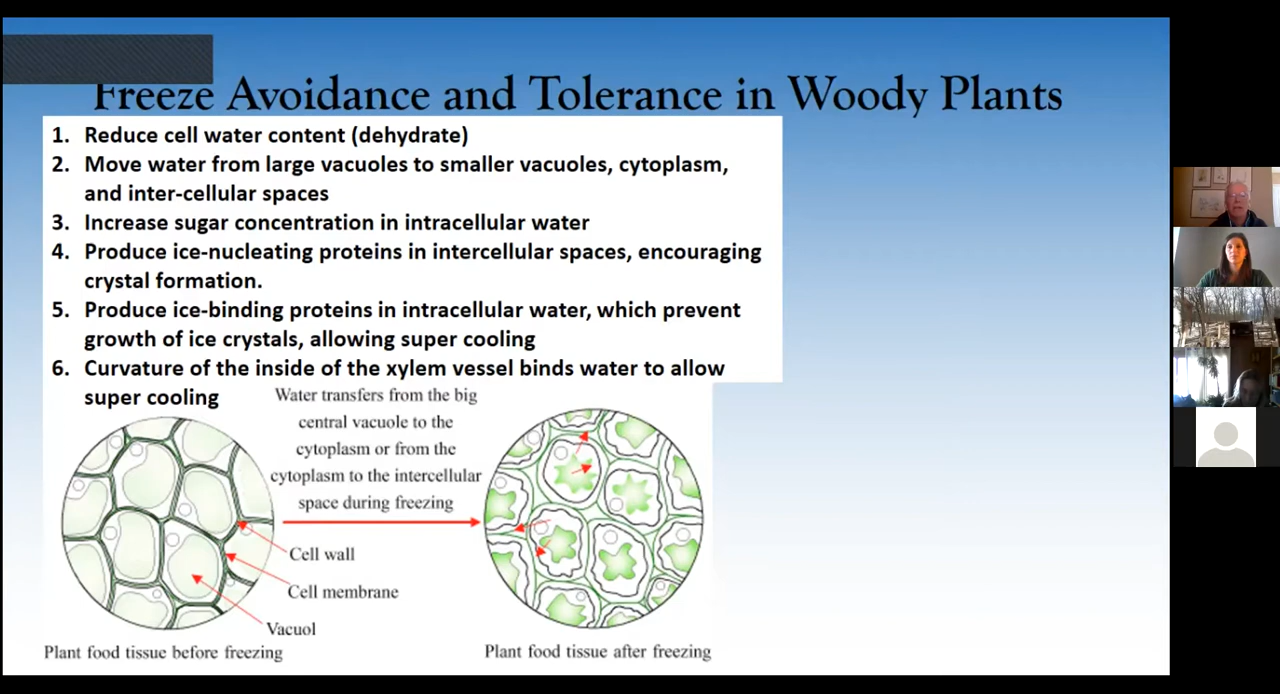 Freeze Avoidance and Tolerance in Woody Plants
1. Reduce cell water content (dehydrate)
2. Move water from large vacuoles to smaller vacuoles, cytoplasm,
and inter-cellular spaces
3. Increase sugar concentration in intracellular water
4. Produce ice-nucleating proteins in intercellular spaces, encouraging
crystal formation.
5. Produce ice-binding proteins in intracellular water, which prevent
growth of ice crystals, allowing super cooling
6. Curvature of the inside of the xylem vessel binds water to allow
super cooling
Water transfers from the big
central vacuole to the
cytoplasm or from the
cytoplasm to the intercellular
space during freezing
Cell wall
Cell membrane
Vacuol
Plant food tissue before freezing
Plant food tissue after freezing